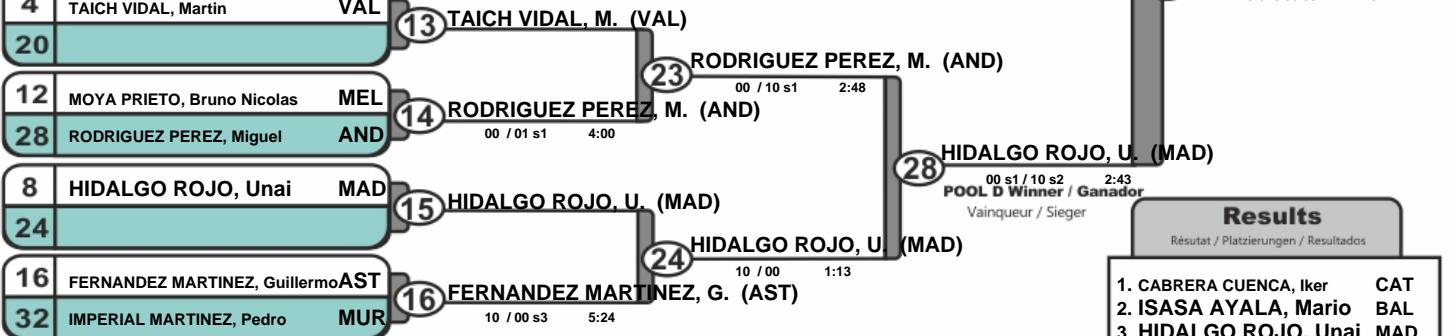 4 TAICH VIDAL, Martin VAL
20
13 TAICH VIDAL, M. (VAL)
12 MOYA PRIETO, Bruno Nicolas MEL
28 RODRIGUEZ PEREZ, Miguel AND
14 RODRIGUEZ PEREZ, M. (AND)
00 / 01 s1 4:00
23 RODRIGUEZ PEREZ, M. (AND)
00 / 10 s1 2:48
8 HIDALGO ROJO, Unai MAD
24
15 HIDALGO ROJO, U. (MAD)
16 FERNANDEZ MARTINEZ, Guillermo AST
32 IMPERIAL MARTINEZ, Pedro MUR
16 FERNANDEZ MARTINEZ, G. (AST)
10 / 00 s3 5:24
24 HIDALGO ROJO, U. (MAD)
10 / 00 1:13
28 HIDALGO ROJO, U. (MAD)
00 s1 / 10 s2 2:43
POOL D Winner / Ganador
Vainqueur / Sieger
Results
Résutat / Platzierungen / Resultados
1. CABRERA CUENCA, Iker CAT
2. ISASA AYALA, Mario BAL
3. HIDALGO ROJO, Unai MAD